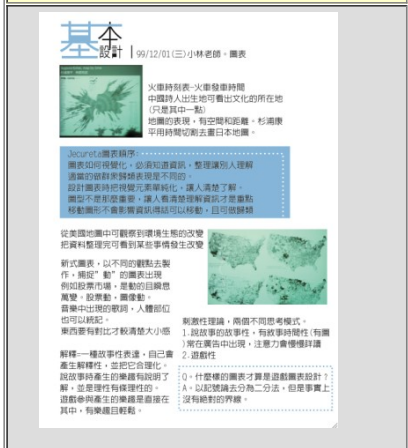 基本
設計 | 99/12/01(三)小林老師。圖表
火車時刻表-火車發車時間
中國詩人出生地可看出文化的所在地
(只是其中一點)
地圖的表現，有空間和距離。杉浦康
平用時間切割去畫日本地圖。
Jecureta圖表順序:
圖表如何視覺化，必須知道資訊，整理讓別人理解
適當的做群衆歸類表現是不同的。
設計圖表時把視覺元素單純化，讓人清楚了解。
圖型不是那麼重要，讓人看清楚理解資訊才是重點
移動圖形不會影響資訊得話可以移動，且可做歸類
從美國地圖中可觀察到環境生態的改變
把資料整理完可看到某些事情發生改變
新式圖表，以不同的觀點去製
作，捕捉"動"的圖表出現
例如股票市場，是動的且瞬息
萬變。股票動，圖像動。
音樂中出現的歌詞，人體部位
也可以統記。
東西要有對比才較清楚大小感
解釋=一種故事性表達，自己會
產生解釋性，並把它合理化。
說故事時產生的樂趣有說明了
解，並是理性有條理性的。
遊戲參與產生的樂趣是直接在
其中，有樂趣且輕鬆。
刺激性理論，兩個不同思考模式。
1.說故的故事性，有敘事時間性(有圖
)常在廣告中出現，注意力會慢慢詳讀
2.遊戲性
Q。什麼樣的圖表才算是遊戲圖表設計？
A。以記號論去分為二分法，但是事實上
沒有絕對的界線。